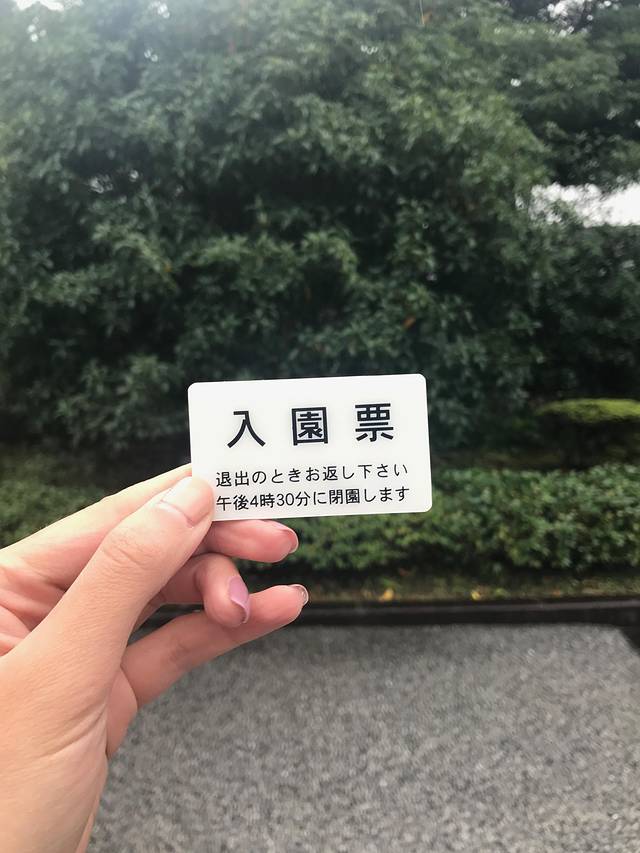 入園票
退出のときお返し下さい
午後4時30分に閉園します